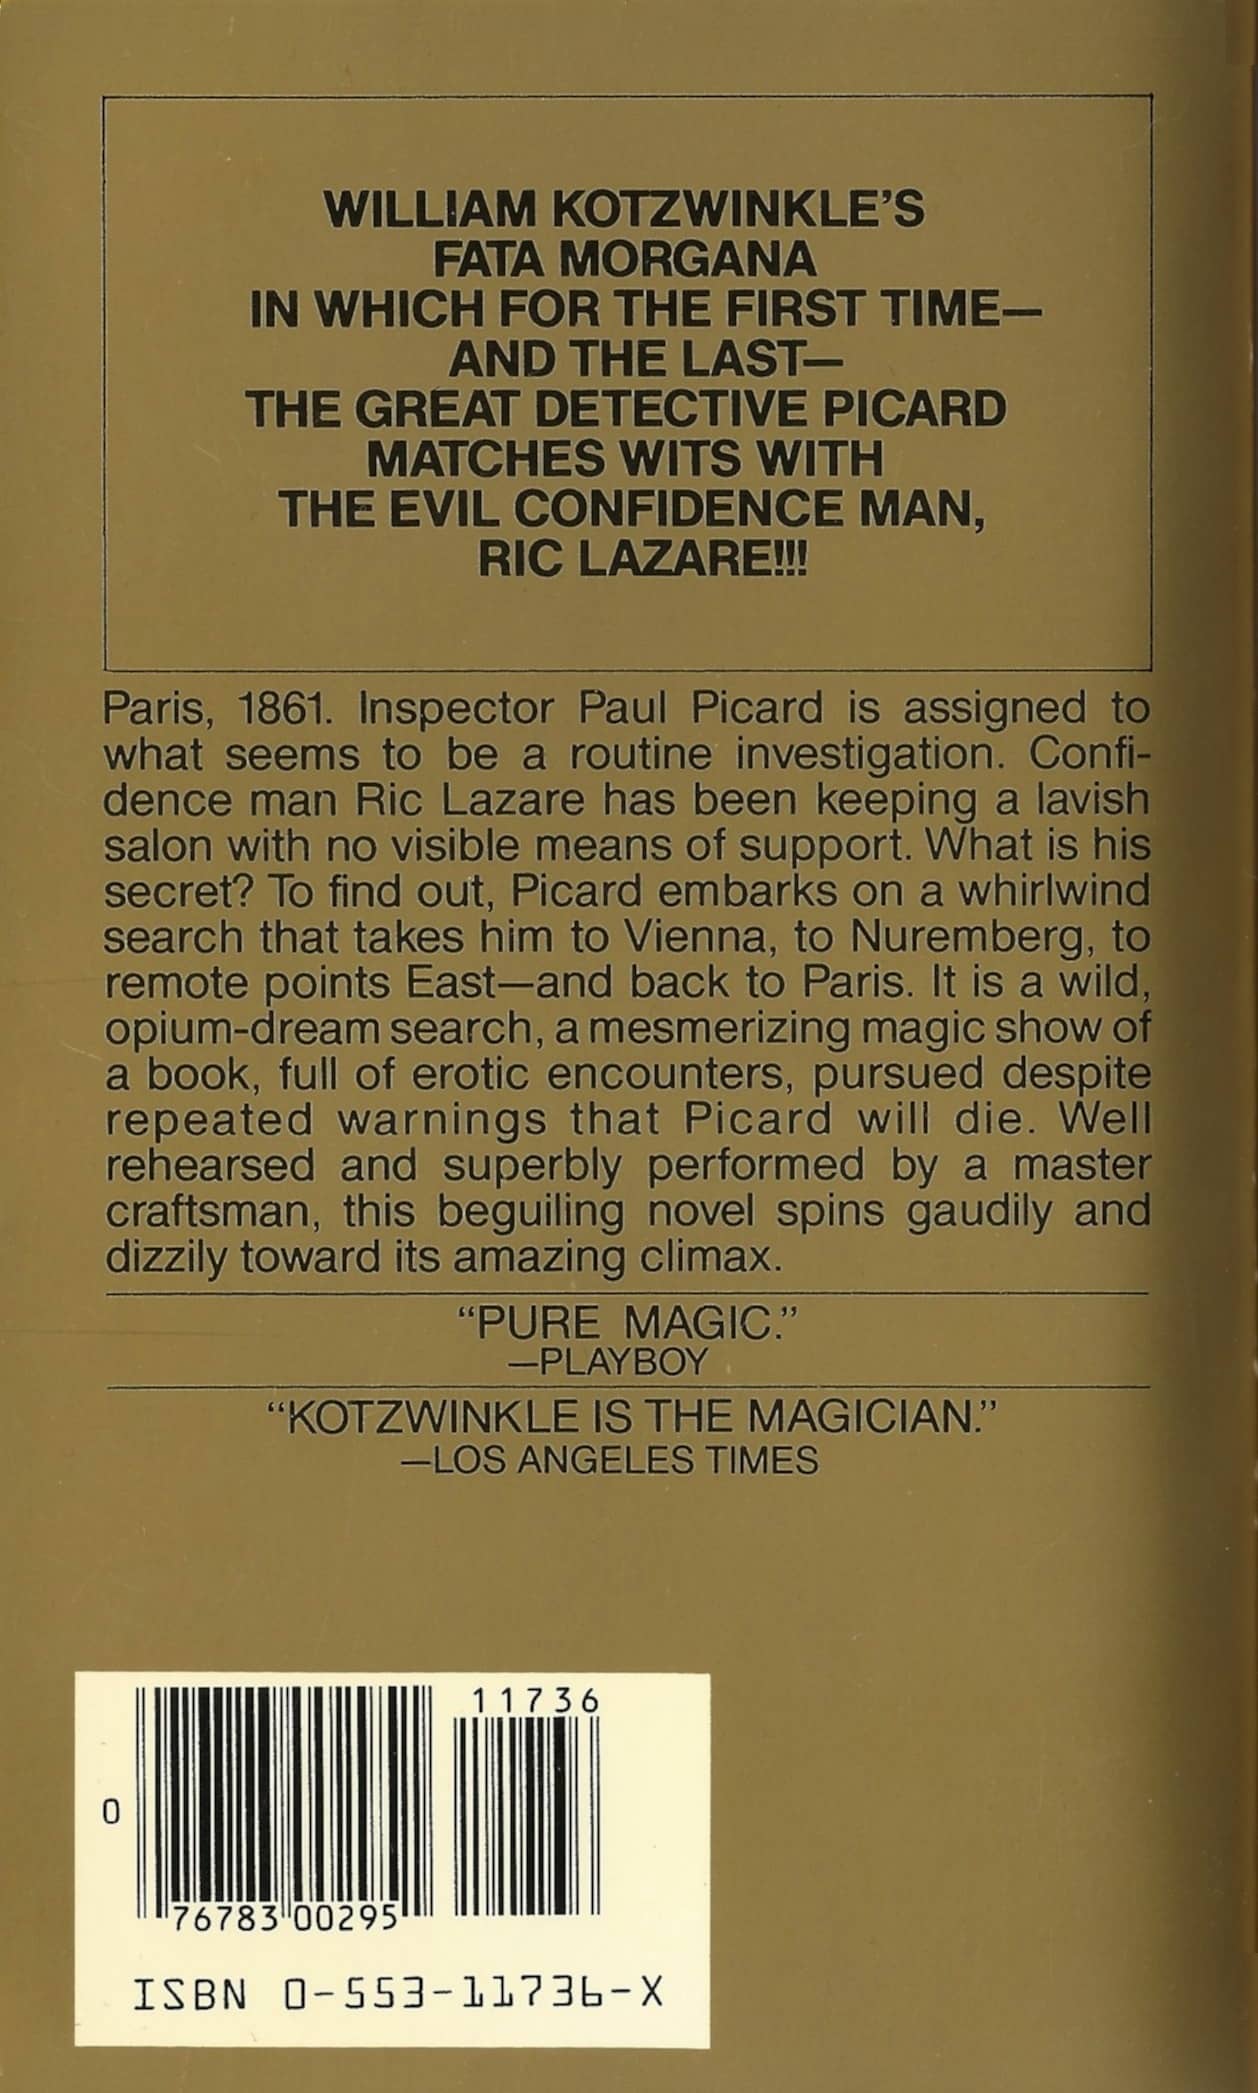 WILLIAM KOTZWINKLE'S
FATA MORGANA
IN WHICH FOR THE FIRST TIME—
AND THE LAST—
THE GREAT DETECTIVE PICARD
MATCHES WITS WITH
THE EVIL CONFIDENCE MAN,
RIC LAZARE!!!
Paris, 1861. Inspector Paul Picard is assigned to
what seems to be a routine investigation. Confi-
dence man Ric Lazare has been keeping a lavish
salon with no visible means of support. What is his
secret? To find out, Picard embarks on a whirlwind
search that takes him to Vienna, to Nuremberg, to
remote points East—and back to Paris. It is a wild,
opium-dream search, a mesmerizing magic show of
a book, full of erotic encounters, pursued despite
repeated warnings that Picard will die. Well
rehearsed and superbly performed by a master
craftsman, this beguiling novel spins gaudily and
dizzily toward its amazing climax.
“PURE MAGIC.”
—PLAYBOY
“KOTZWINKLE IS THE MAGICIAN.”
—LOS ANGELES TIMES
11736
0
76783 00295
ISBN 0-553-11736-X